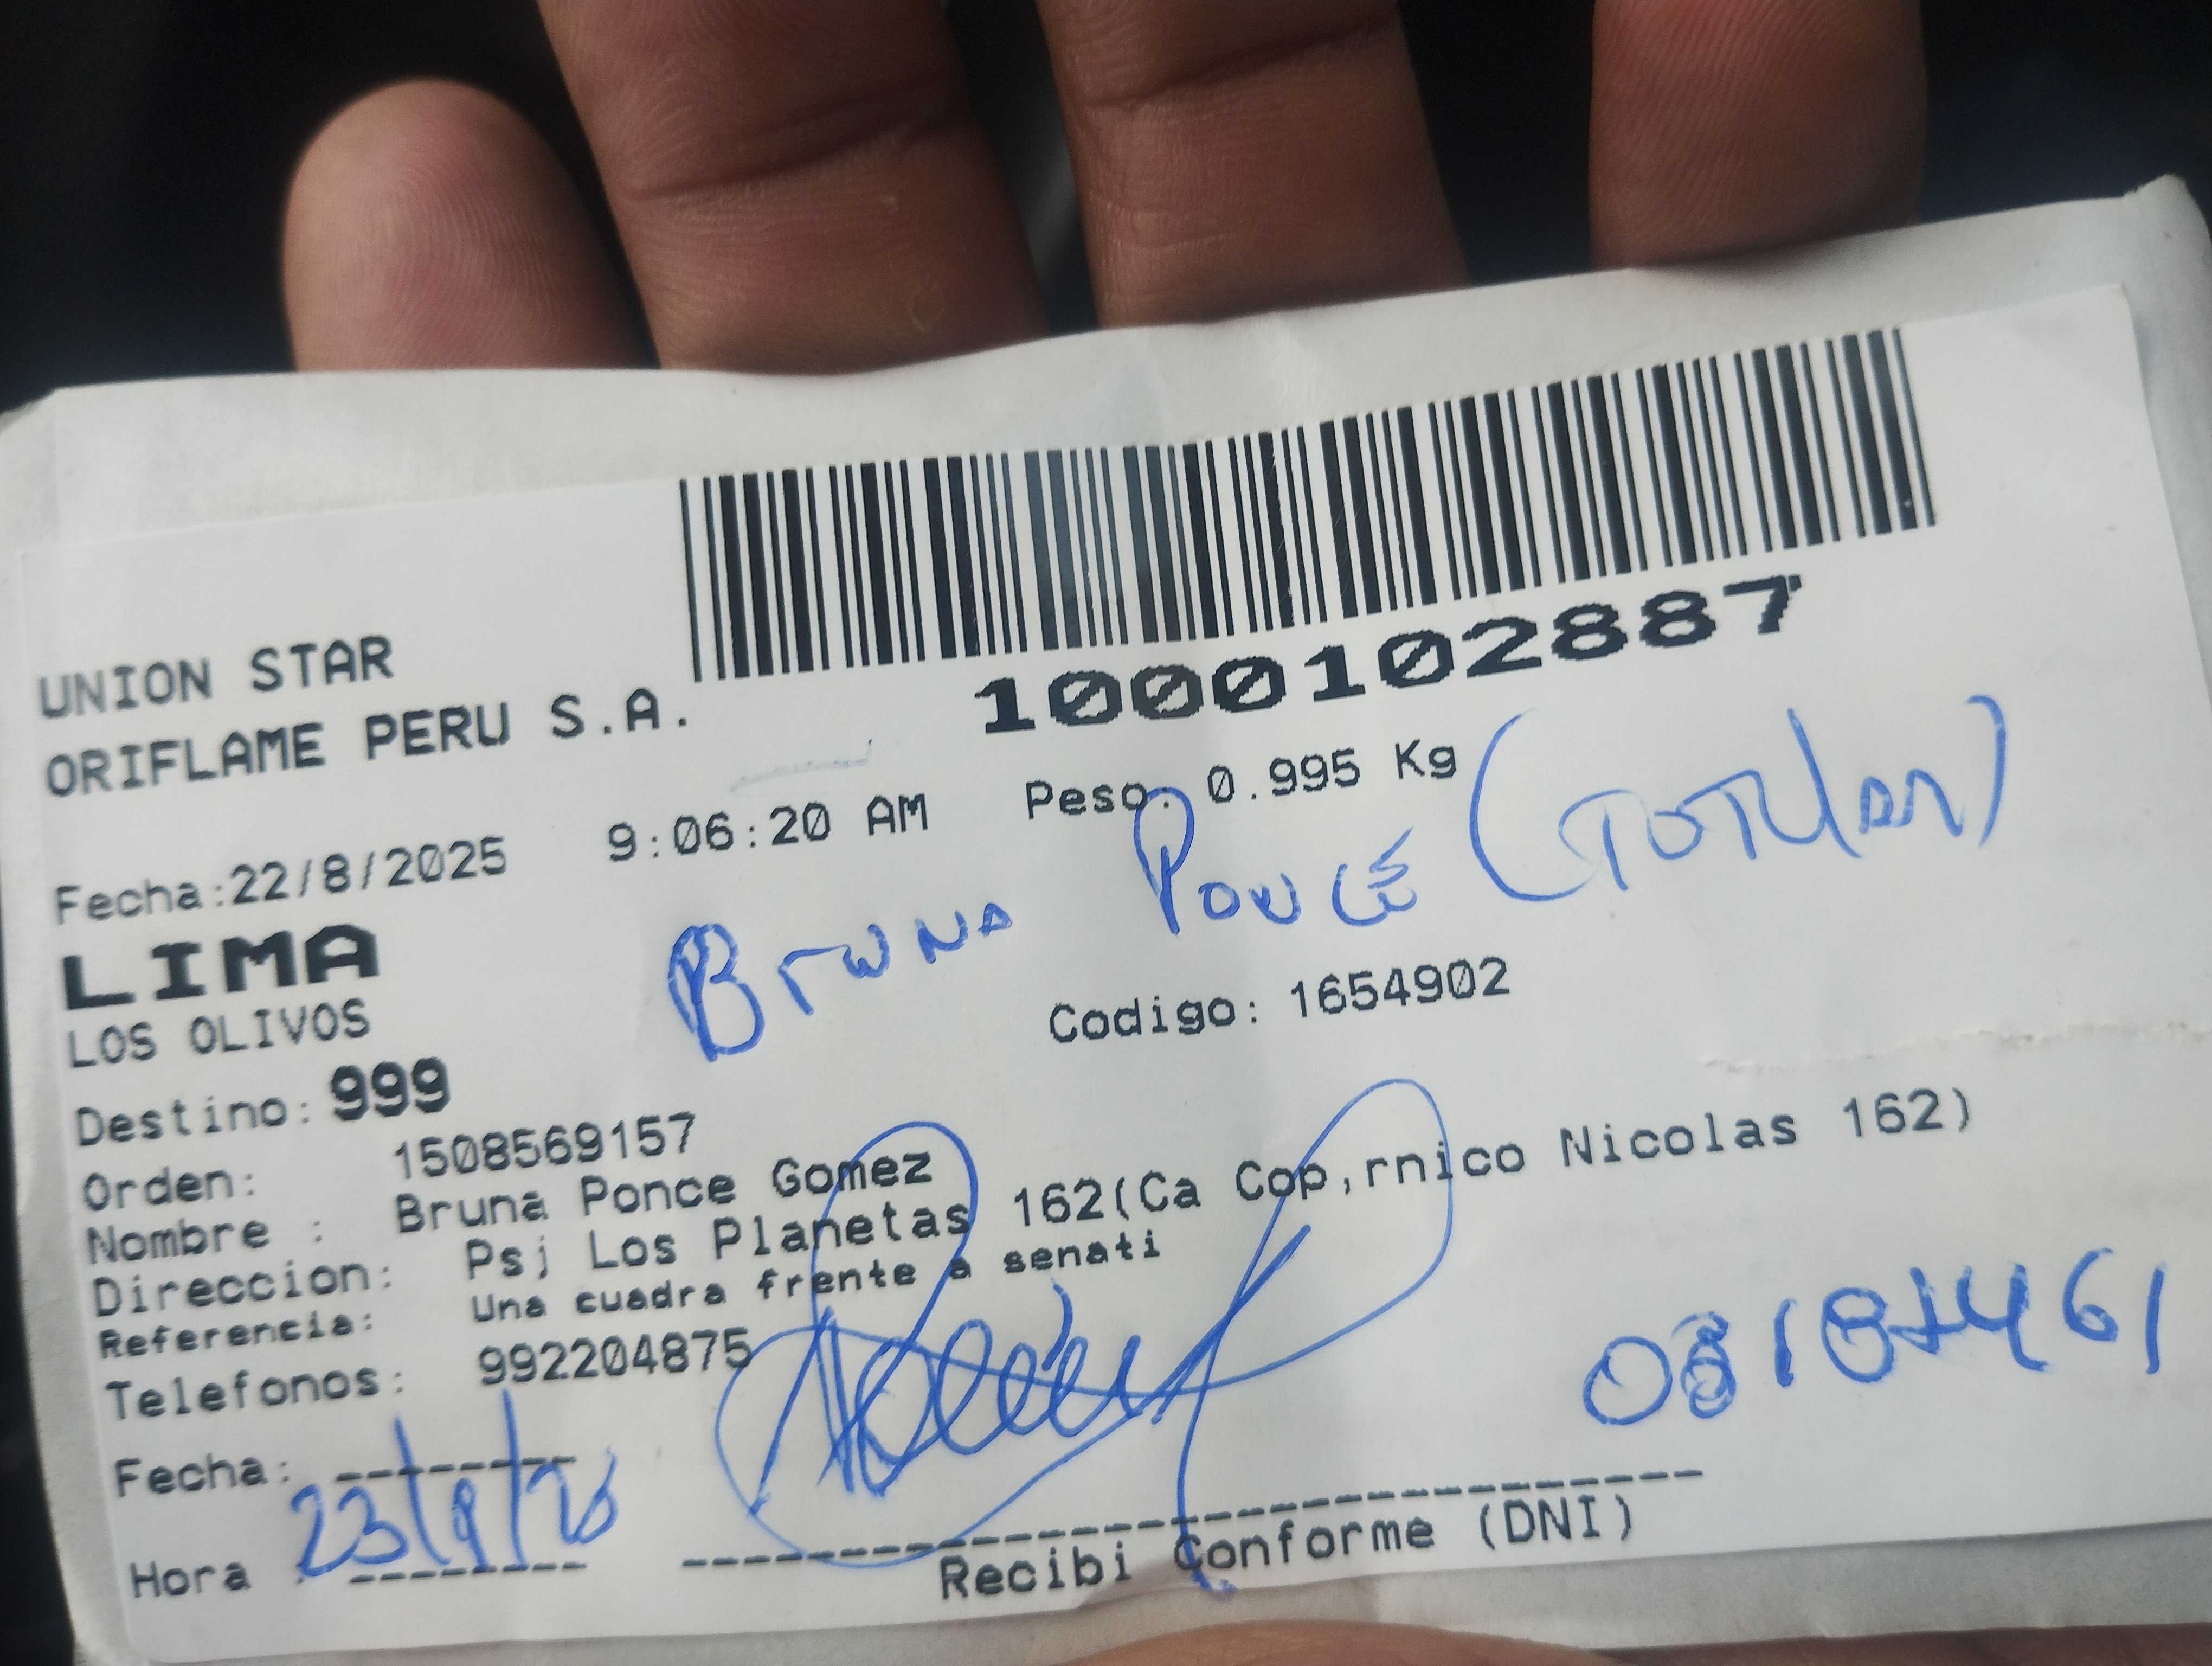 1000102887
UNION STAR
ORIFLAME PERU S.A.
Fecha:22/8/2025 9:06:20 AM Peso. 0.995 Kg
Bruna Ponce (TiTular)
LIMA
LOS OLIVOS
Codigo: 1654902
Destino: 999
Orden: 1508569157
Nombre : Bruna Ponce Gomez
Direccion: Psj Los Planetas 162(Ca Cop,rnico Nicolas 162)
Referencia: Una cuadra frente a senati
Telefonos: 992204875
Fecha:
Hora :
Recibi Conforme (DNI)